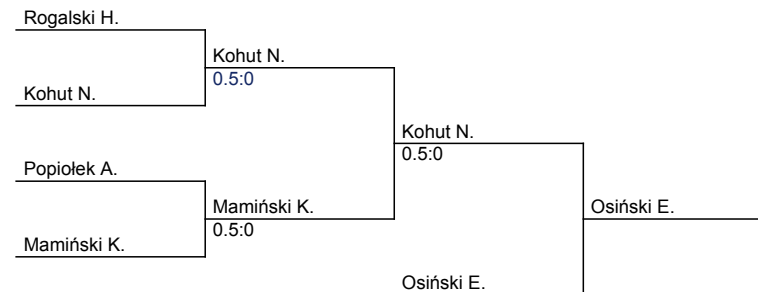 Rogalski H.
Kohut N.
0.5:0
Kohut N.
Kohut N.
0.5:0
Popiołek A.
Mamiński K.
0.5:0
Osiński E.
Mamiński K.
Osiński E.